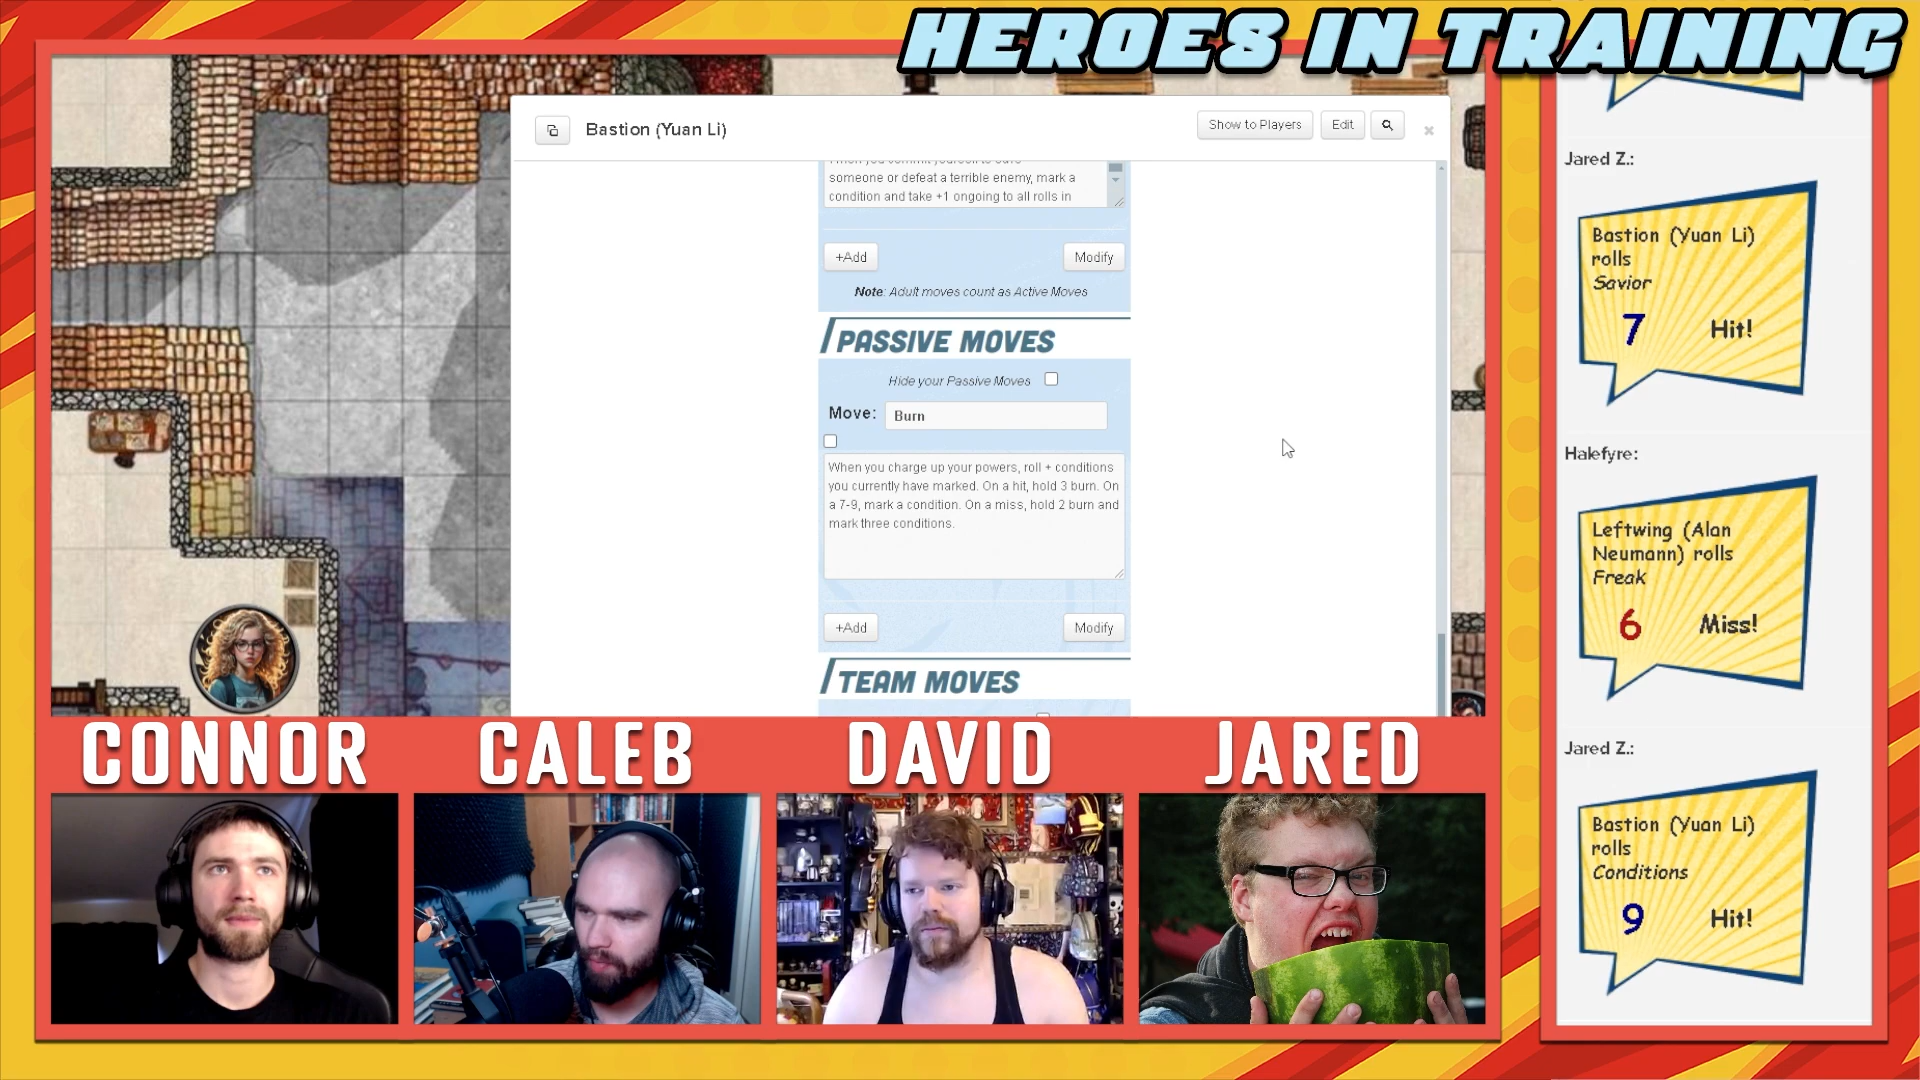 HEROES IN TRAINING
Bastion (Yuan Li)
Show to Players
Edit
someone or defeat a terrible enemy, mark a
condition and take +1 ongoing to all rolls in
+Add
Modify
Note: Adult moves count as Active Moves
PASSIVE MOVES
Hide your Passive Moves
Move:
Burn
When you charge up your powers, roll + conditions
you currently have marked. On a hit, hold 3 burn. On
a 7-9, mark a condition. On a miss, hold 2 burn and
mark three conditions.
+Add
Modify
TEAM MOVES
CONNOR
CALEB
DAVID
JARED
Jared Z.:
Bastion (Yuan Li)
rolls
Savior
7 Hit!
Halefyre:
Leftwing (Alan
Neumann) rolls
Freak
6 Miss!
Jared Z.:
Bastion (Yuan Li)
rolls
Conditions
9 Hit!